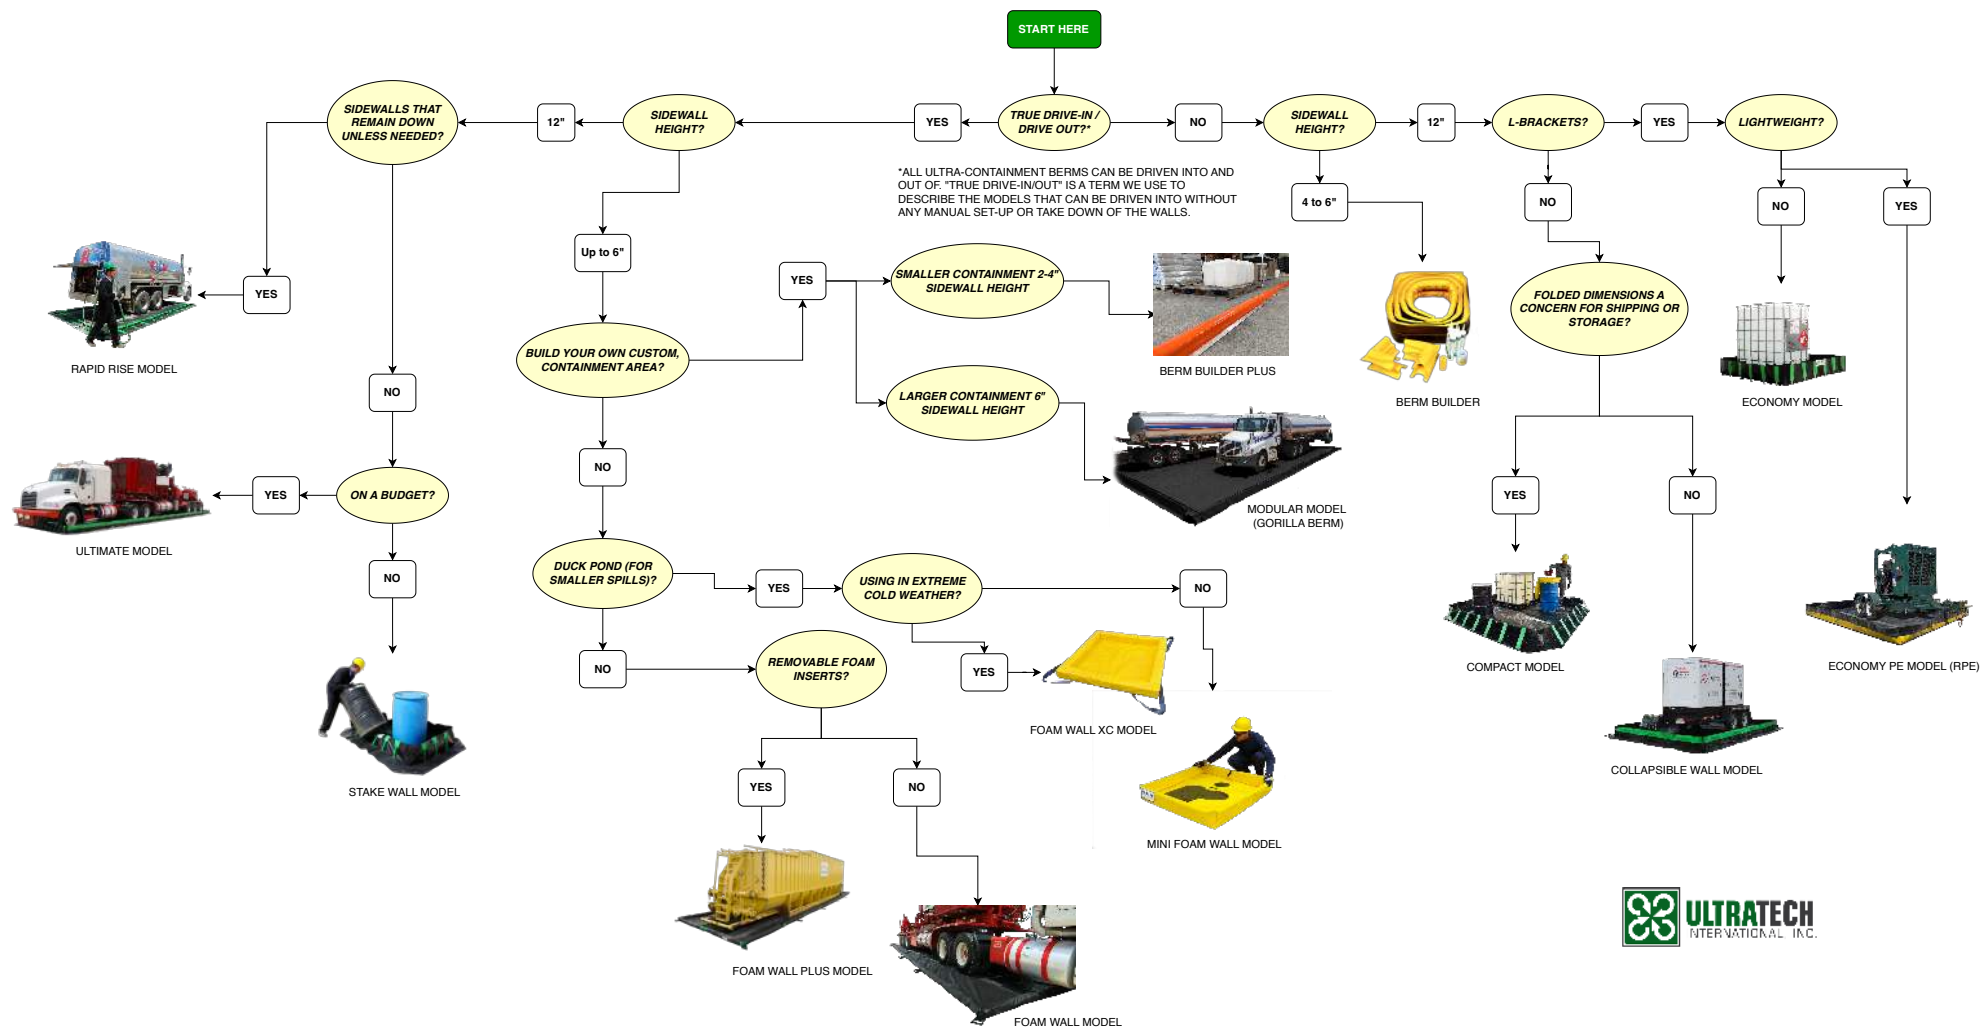 START HERE
TRUE DRIVE-IN /
DRIVE OUT?*
YES
NO
SIDEWALL
HEIGHT?
12"
SIDEWALLS THAT
REMAIN DOWN
UNLESS NEEDED?
SIDEWALL
HEIGHT?
12"
L-BRACKETS?
YES
LIGHTWEIGHT?
*ALL ULTRA-CONTAINMENT BERMS CAN BE DRIVEN INTO AND
OUT OF. "TRUE DRIVE-IN/OUT" IS A TERM WE USE TO
DESCRIBE THE MODELS THAT CAN BE DRIVEN INTO WITHOUT
ANY MANUAL SET-UP OR TAKE DOWN OF THE WALLS.
4 to 6"
NO
NO
YES
YES
RAPID RISE MODEL
Up to 6"
YES
SMALLER CONTAINMENT 2-4"
SIDEWALL HEIGHT
BERM BUILDER PLUS
BERM BUILDER
FOLDED DIMENSIONS A
CONCERN FOR SHIPPING OR
STORAGE?
ECONOMY MODEL
BUILD YOUR OWN CUSTOM,
CONTAINMENT AREA?
LARGER CONTAINMENT 6"
SIDEWALL HEIGHT
MODULAR MODEL
(GORILLA BERM)
NO
NO
ON A BUDGET?
YES
ULTIMATE MODEL
NO
STAKE WALL MODEL
YES
NO
COMPACT MODEL
COLLAPSIBLE WALL MODEL
ECONOMY PE MODEL (RPE)
DUCK POND (FOR
SMALLER SPILLS)?
YES
USING IN EXTREME
COLD WEATHER?
NO
YES
FOAM WALL XC MODEL
MINI FOAM WALL MODEL
NO
REMOVABLE FOAM
INSERTS?
YES
NO
FOAM WALL PLUS MODEL
FOAM WALL MODEL
ULTRATECH
INTERNATIONAL, INC.